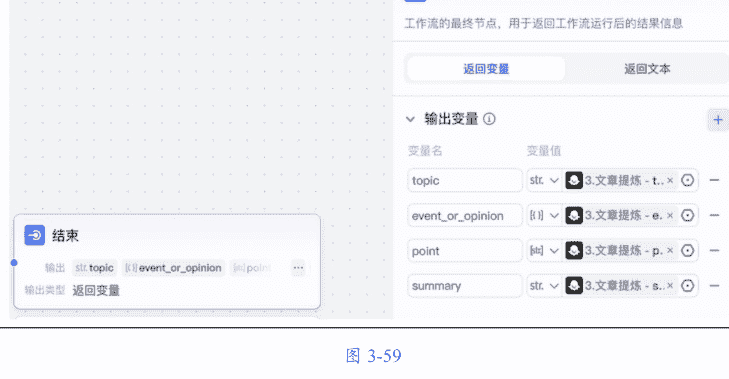 工作流的最终节点，用于返回工作流运行后的结果信息
返回变量 返回文本
输出变量
变量名 变量值
topic str. 3.文章提炼 - t..
event_or_opinion [{}] 3.文章提炼 - e.
point [str] 3.文章提炼 - p.
summary str. 3.文章提炼 - s.
结束
输出 str. topic [{}] event_or_opinion [str] point ...
输出类型 返回变量
图 3-59